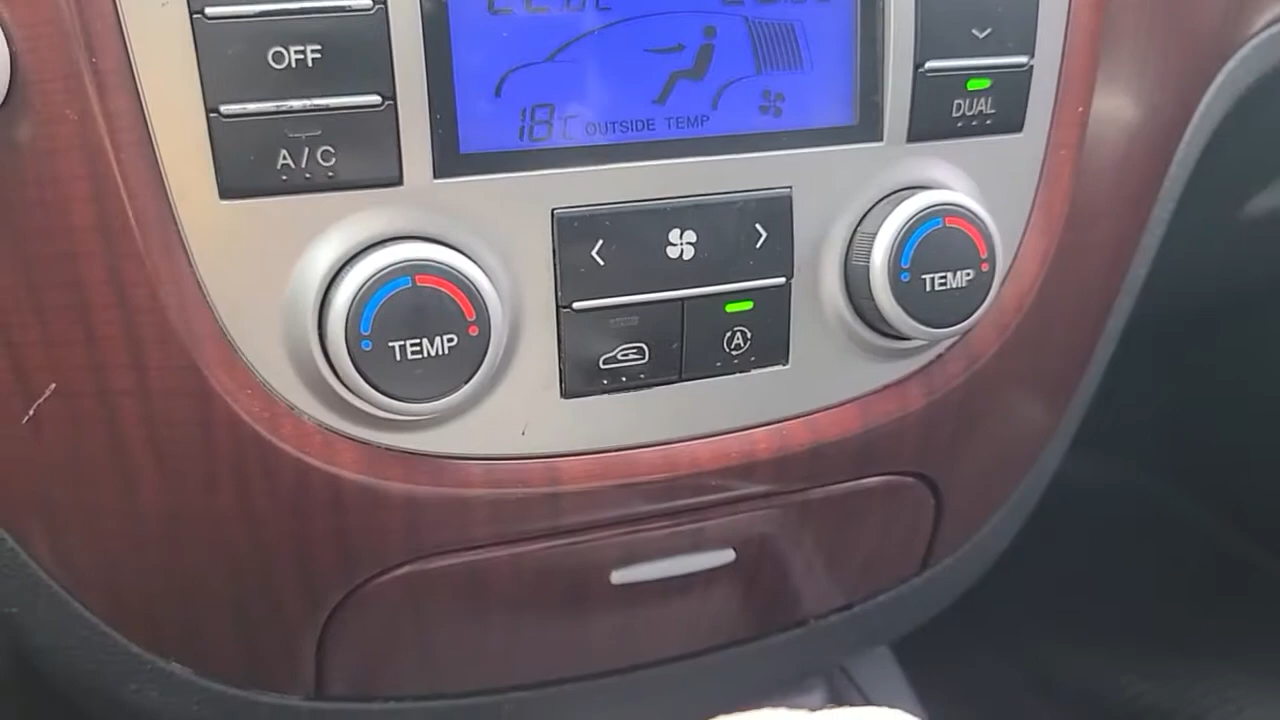 OFF
A/C
18°C OUTSIDE TEMP
DUAL
TEMP
A
TEMP